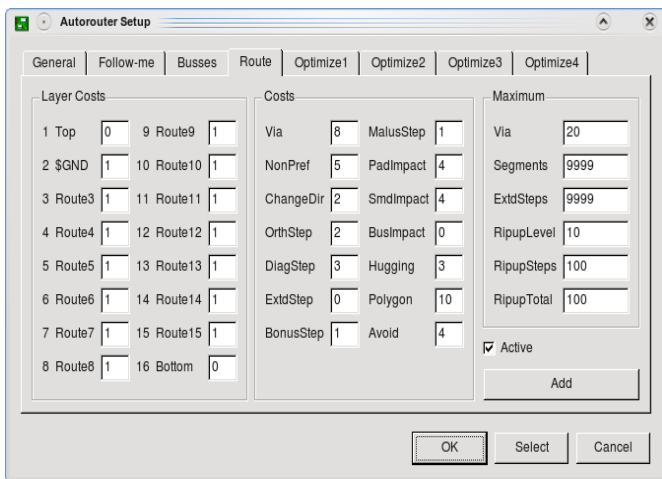 Autorouter Setup
General Follow-me Busses Route Optimize1 Optimize2 Optimize3 Optimize4
Layer Costs
1 Top 0 9 Route9 1
2 $GND 1 10 Route10 1
3 Route3 1 11 Route11 1
4 Route4 1 12 Route12 1
5 Route5 1 13 Route13 1
6 Route6 1 14 Route14 1
7 Route7 1 15 Route15 1
8 Route8 1 16 Bottom 0
Costs
Via 8 MalusStep 1
NonPref 5 PadImpact 4
ChangeDir 2 SmdImpact 4
OrthStep 2 BusImpact 0
DiagStep 3 Hugging 3
ExtdStep 0 Polygon 10
BonusStep 1 Avoid 4
Maximum
Via 20
Segments 9999
ExtdSteps 9999
RipupLevel 10
RipupSteps 100
RipupTotal 100
Active
Add
OK Select Cancel